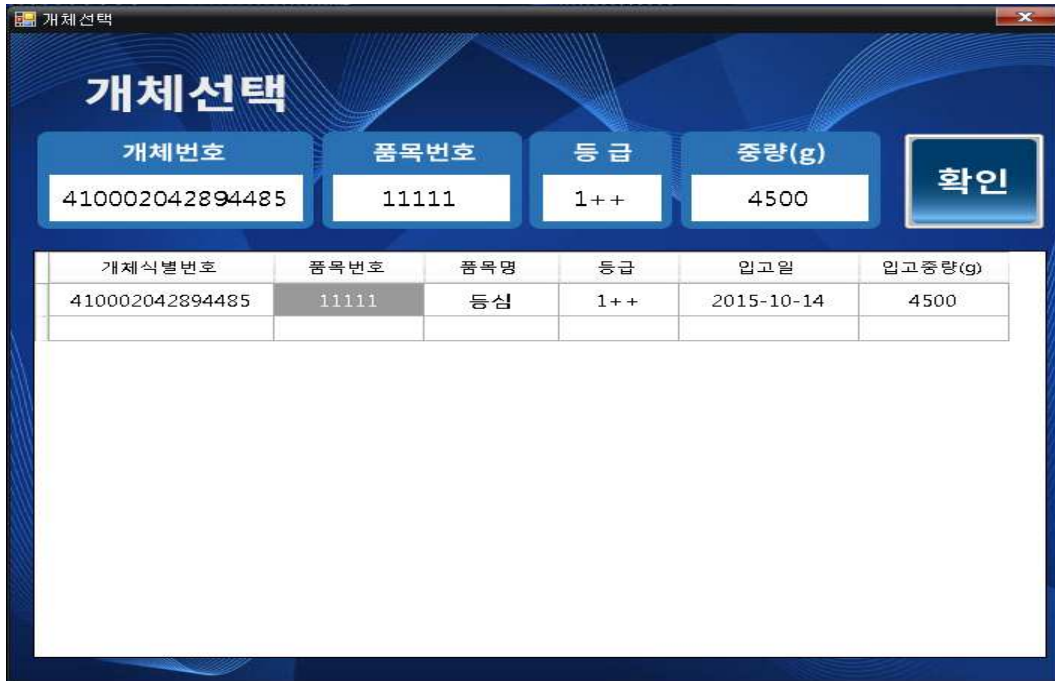 개체선택
개체선택
개체번호 품목번호 등 급 중량(g)
확인
410002042894485 11111 1++ 4500
개체식별번호 품목번호 품목명 등급 입고일 입고중량(g)
410002042894485 11111 등심 1++ 2015-10-14 4500